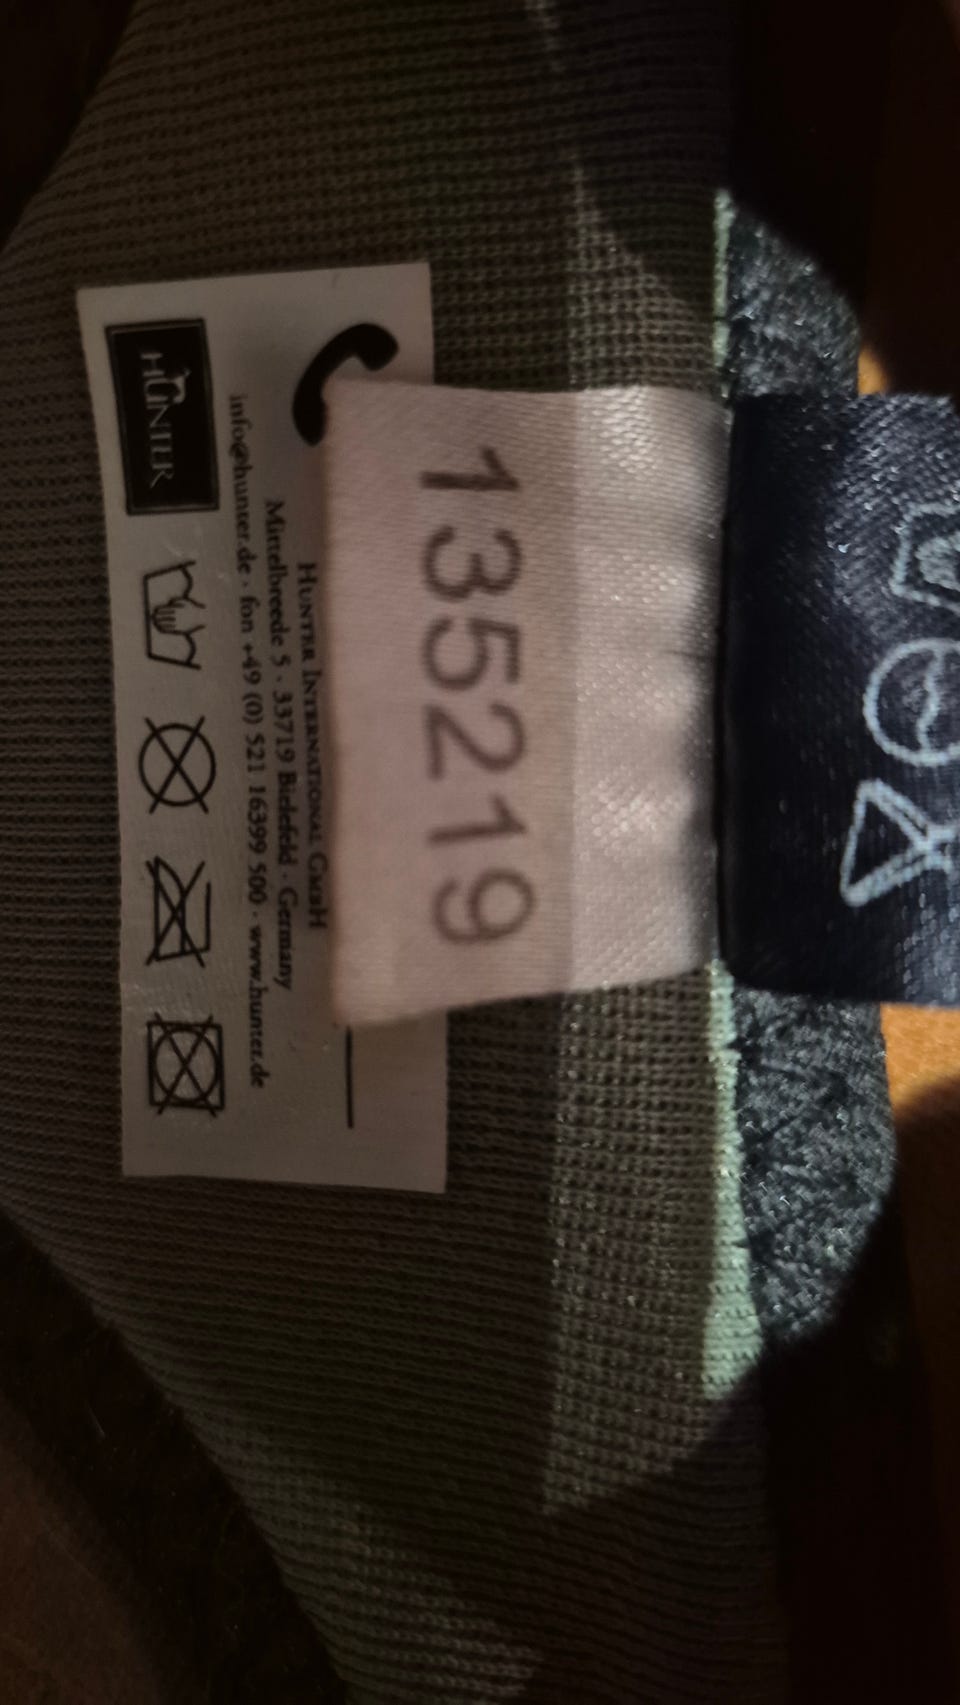 HUNTER INTERNATIONAL GMBH
Mittelbreede 5 · 33719 Bielefeld · Germany
info@hunter.de · fon +49 (0) 521 16399 500 · www.hunter.de
HUNTER
135219